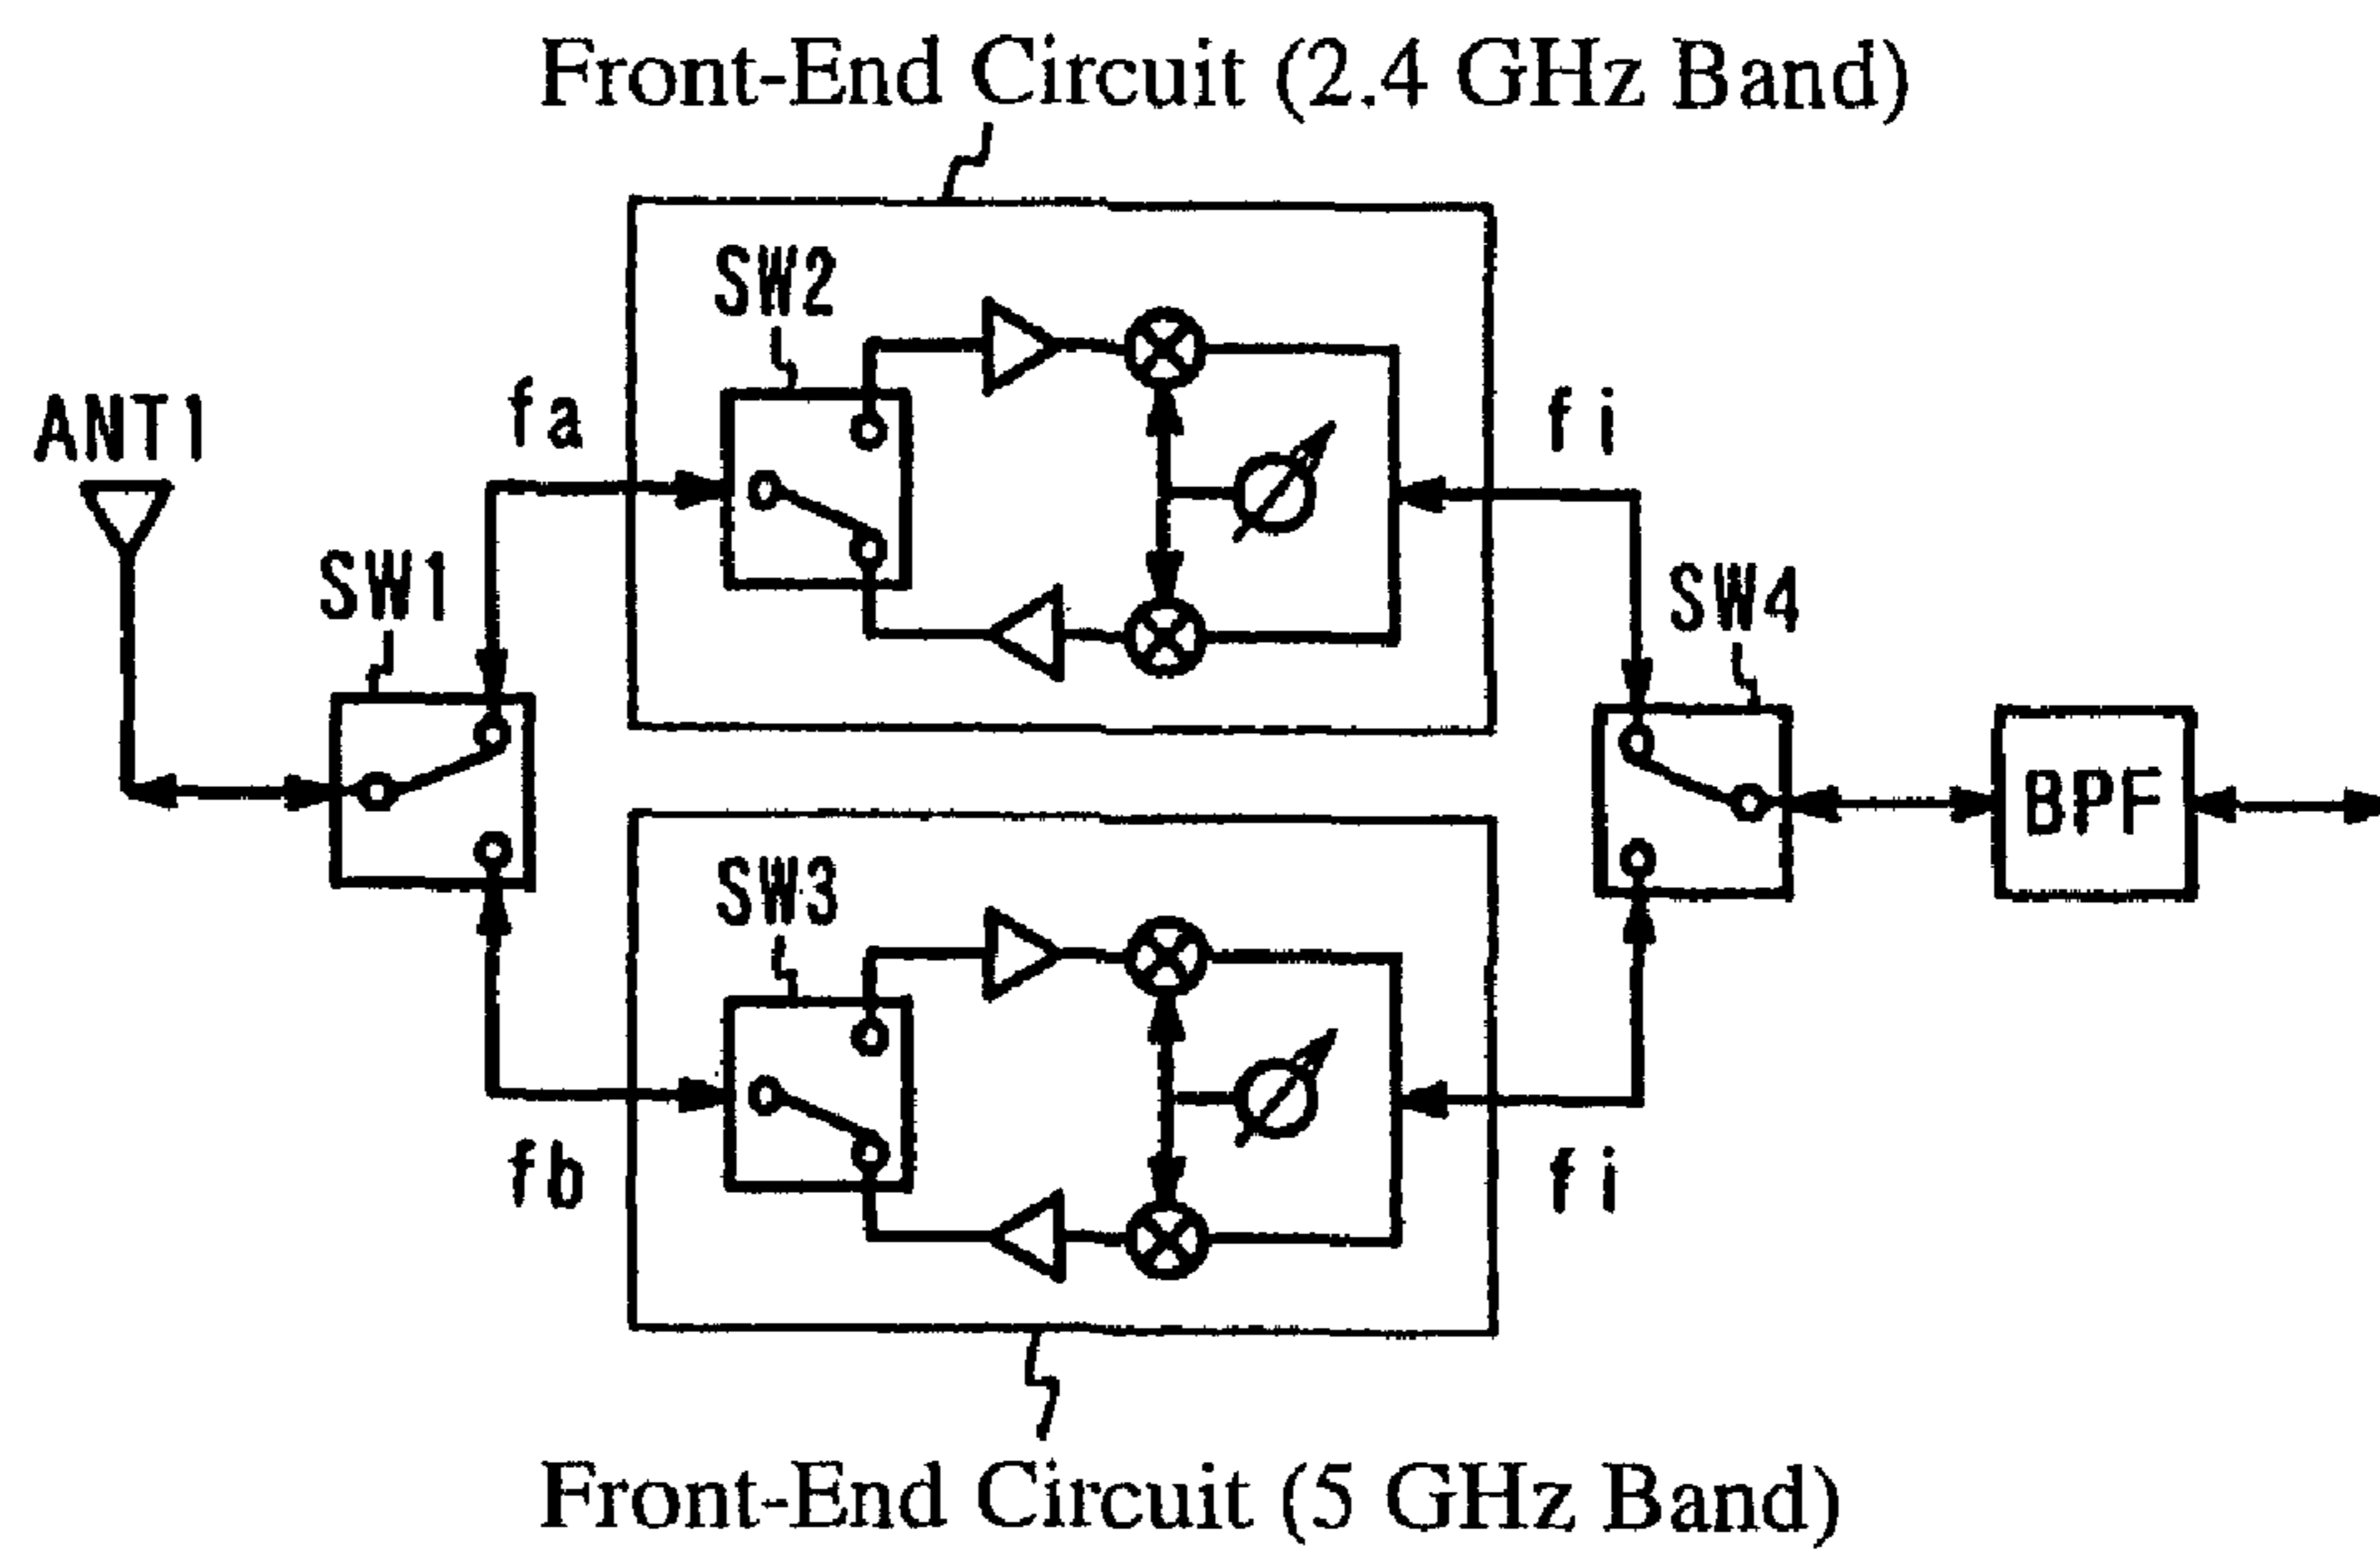 Front-End Circuit (2.4 GHz Band)
SW2
ANT1
fa
fi
SW1
SW4
BPF
SW3
fb
fi
Front-End Circuit (5 GHz Band)